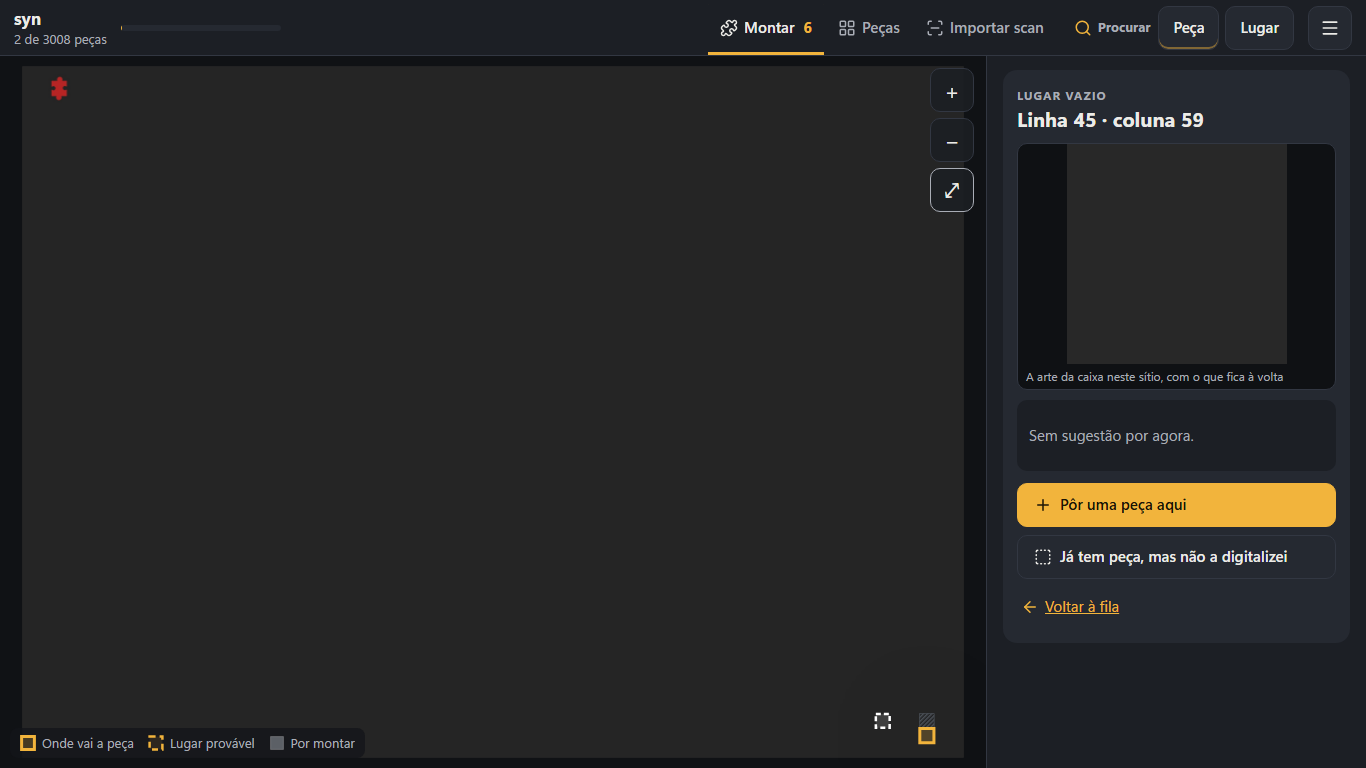 syn
2 de 3008 peças
Montar 6
Peças
Importar scan
Procurar
Peça
Lugar
+
−
LUGAR VAZIO
Linha 45 · coluna 59
A arte da caixa neste sítio, com o que fica à volta
Sem sugestão por agora.
+ Pôr uma peça aqui
Já tem peça, mas não a digitalizei
← Voltar à fila
Onde vai a peça
Lugar provável
Por montar